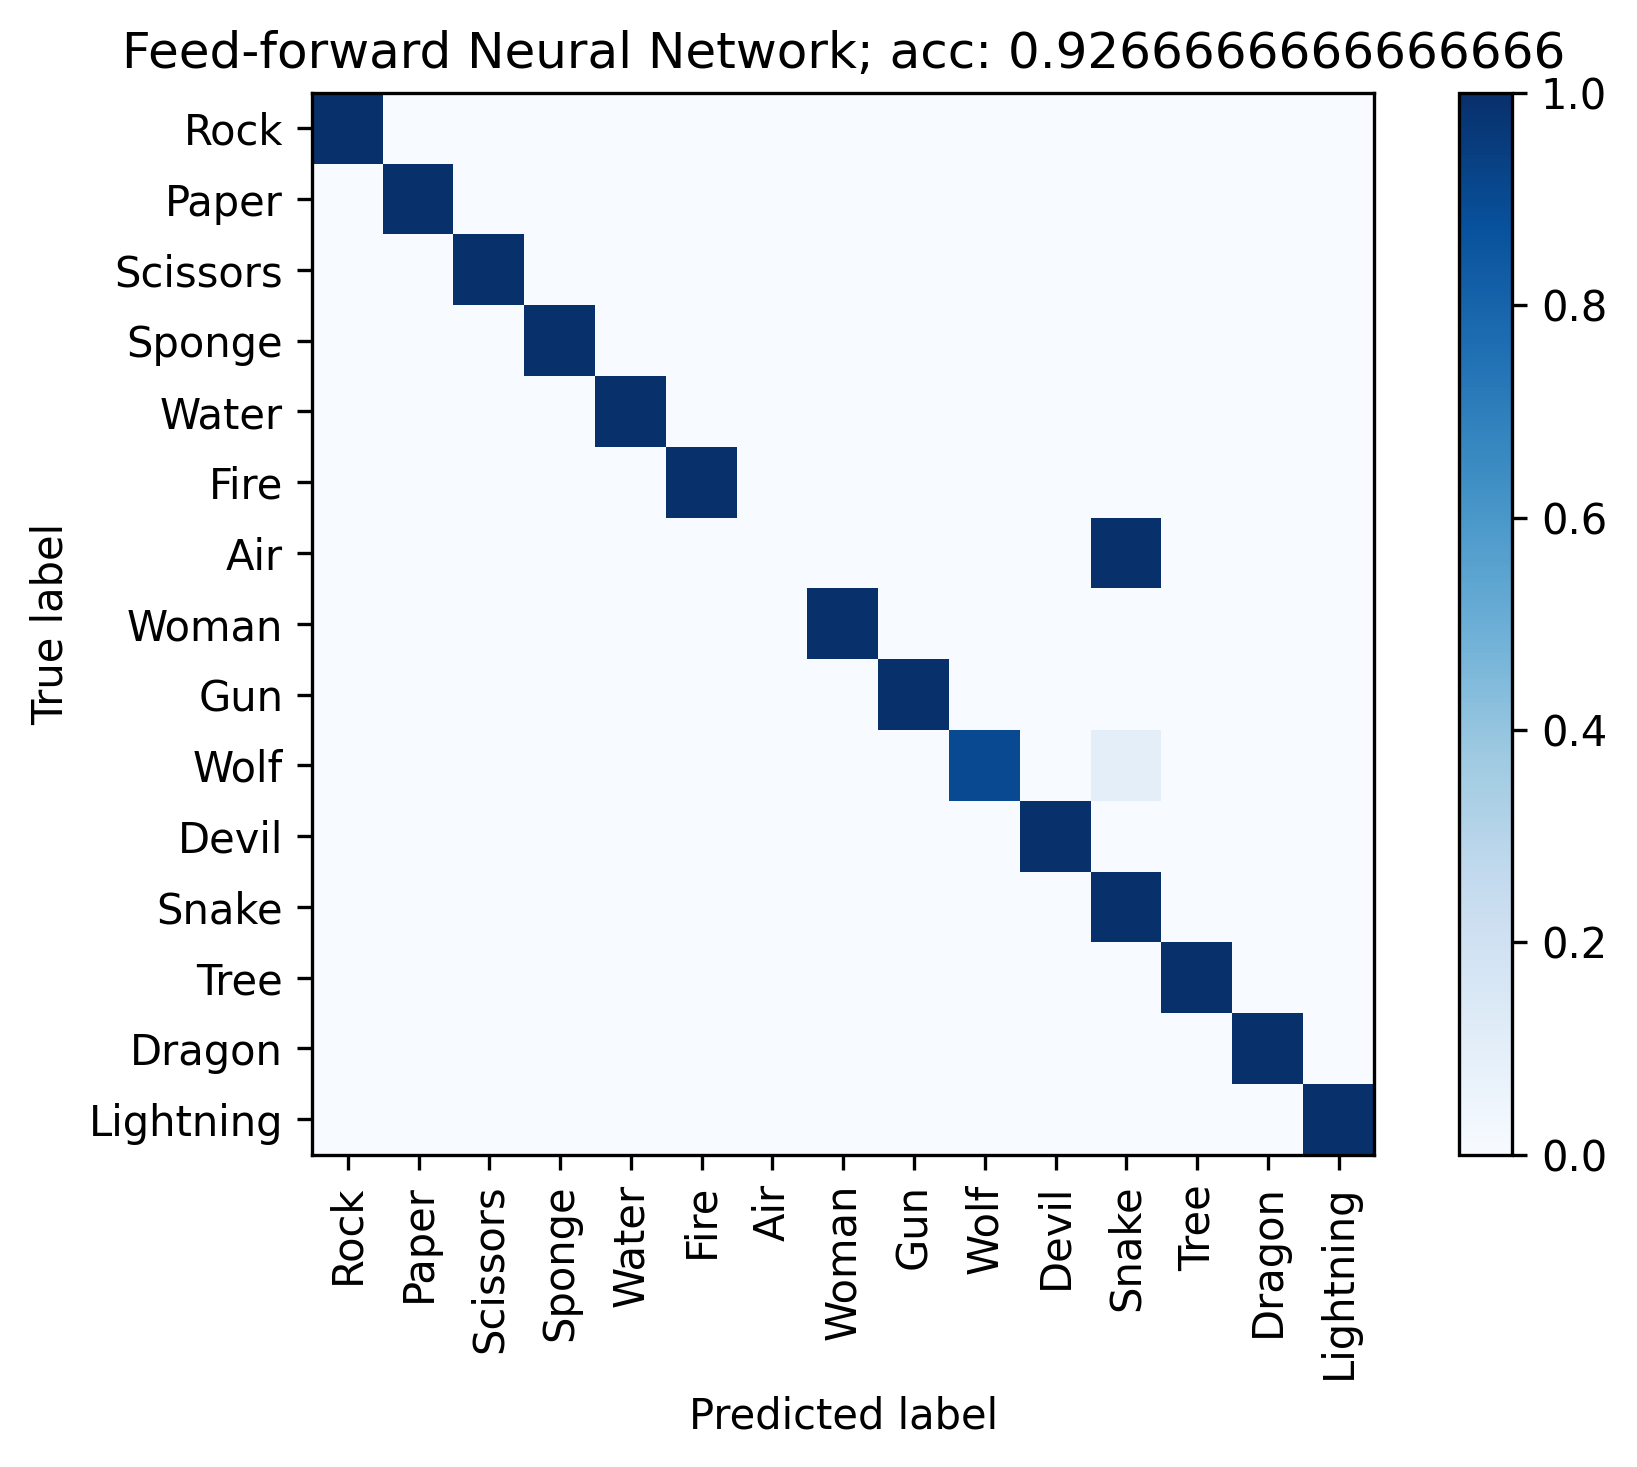 Feed-forward Neural Network; acc: 0.9266666666666666
Rock
Paper
Scissors
Sponge
Water
Fire
Air
Woman
Gun
Wolf
Devil
Snake
Tree
Dragon
Lightning
True label
Rock
Paper
Scissors
Sponge
Water
Fire
Air
Woman
Gun
Wolf
Devil
Snake
Tree
Dragon
Lightning
Predicted label
1.0
0.8
0.6
0.4
0.2
0.0